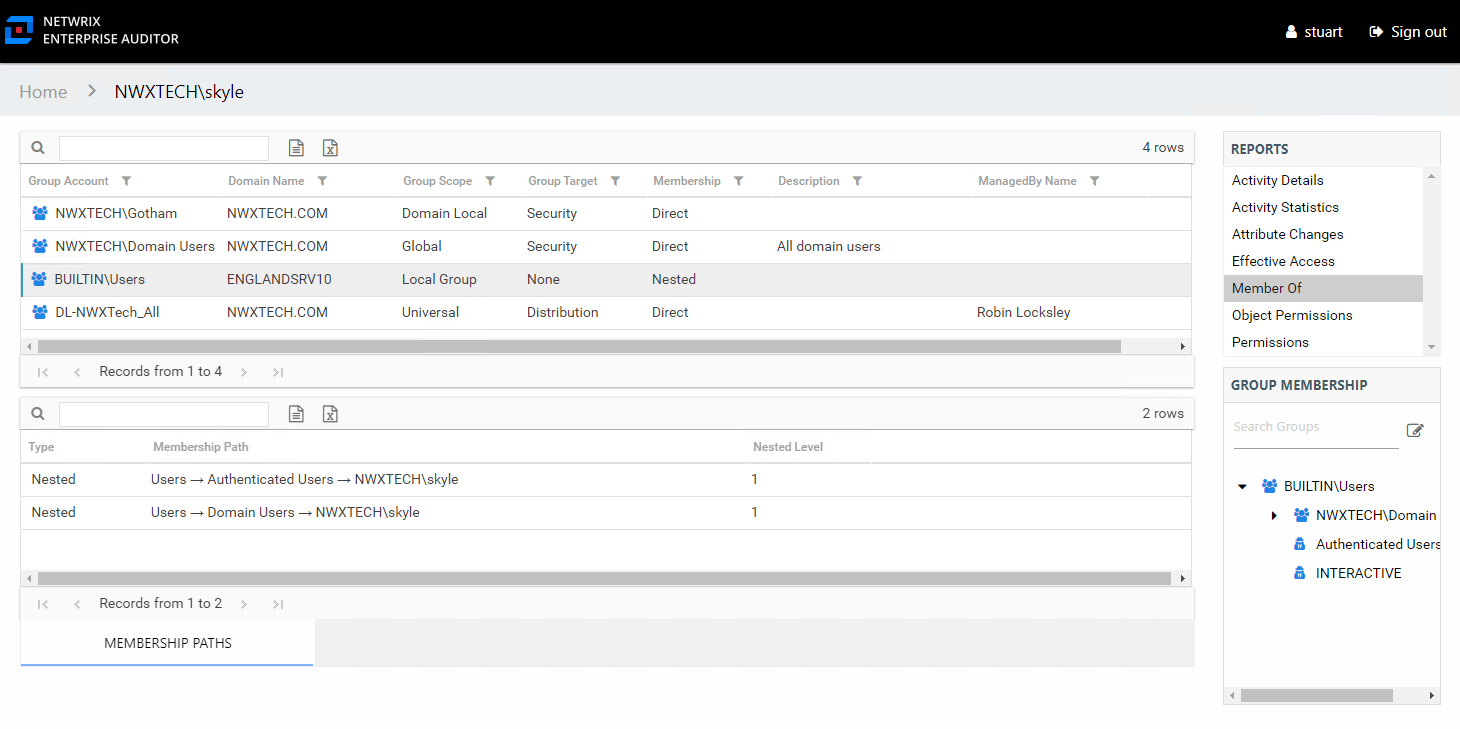 NETWRIX
ENTERPRISE AUDITOR
stuart Sign out
Home NWXTECH\skyle
4 rows
Group Account Domain Name Group Scope Group Target Membership Description ManagedBy Name
NWXTECH\Gotham NWXTECH.COM Domain Local Security Direct
NWXTECH\Domain Users NWXTECH.COM Global Security Direct All domain users
BUILTIN\Users ENGLANDSRV10 Local Group None Nested
DL-NWXTech_All NWXTECH.COM Universal Distribution Direct Robin Locksley
Records from 1 to 4
2 rows
Type Membership Path Nested Level
Nested Users → Authenticated Users → NWXTECH\skyle 1
Nested Users → Domain Users → NWXTECH\skyle 1
Records from 1 to 2
MEMBERSHIP PATHS
REPORTS
Activity Details
Activity Statistics
Attribute Changes
Effective Access
Member Of
Object Permissions
Permissions
GROUP MEMBERSHIP
Search Groups
BUILTIN\Users
NWXTECH\Domain
Authenticated Users
INTERACTIVE